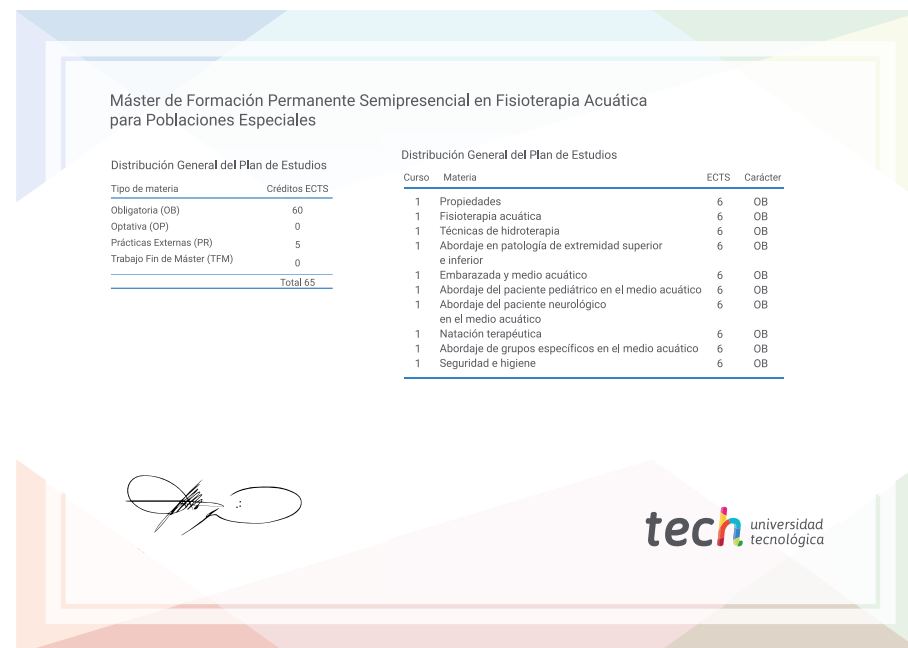 Máster de Formación Permanente Semipresencial en Fisioterapia Acuática
para Poblaciones Especiales
Distribución General del Plan de Estudios
Tipo de materia Créditos ECTS
Obligatoria (OB) 60
Optativa (OP) 0
Prácticas Externas (PR) 5
Trabajo Fin de Máster (TFM) 0
Total 65
Distribución General del Plan de Estudios
Curso Materia ECTS Carácter
1 Propiedades 6 OB
1 Fisioterapia acuática 6 OB
1 Técnicas de hidroterapia 6 OB
1 Abordaje en patología de extremidad superior 6 OB
e inferior
1 Embarazada y medio acuático 6 OB
1 Abordaje del paciente pediátrico en el medio acuático 6 OB
1 Abordaje del paciente neurológico 6 OB
en el medio acuático
1 Natación terapéutica 6 OB
1 Abordaje de grupos específicos en el medio acuático 6 OB
1 Seguridad e higiene 6 OB
tech universidad
tecnológica